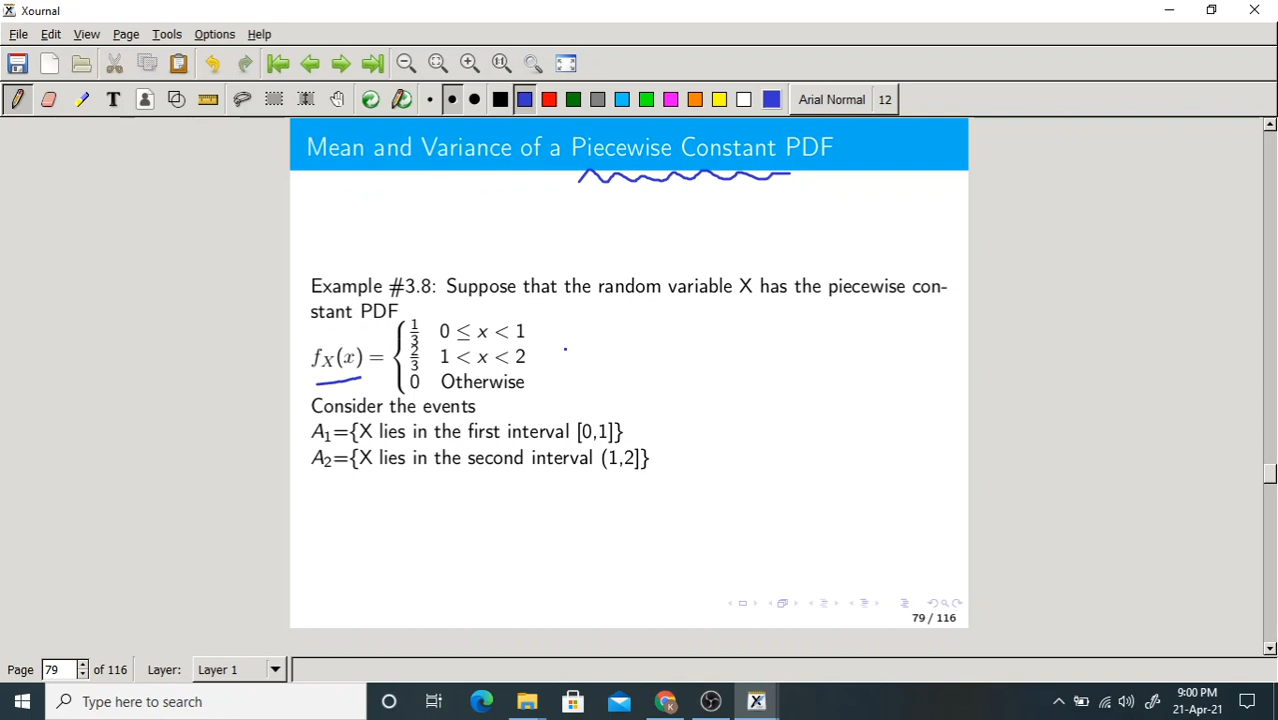 Xournal
File Edit View Page Tools Options Help
Arial Normal 12
Mean and Variance of a Piecewise Constant PDF
Example #3.8: Suppose that the random variable X has the piecewise con-
stant PDF
f_X(x) = { 1/3 0 ≤ x < 1
2/3 1 < x < 2
0 Otherwise
Consider the events
A₁={X lies in the first interval [0,1]}
A₂={X lies in the second interval (1,2]}
79 / 116
Page 79 of 116 Layer: Layer 1
Type here to search
9:00 PM
21-Apr-21